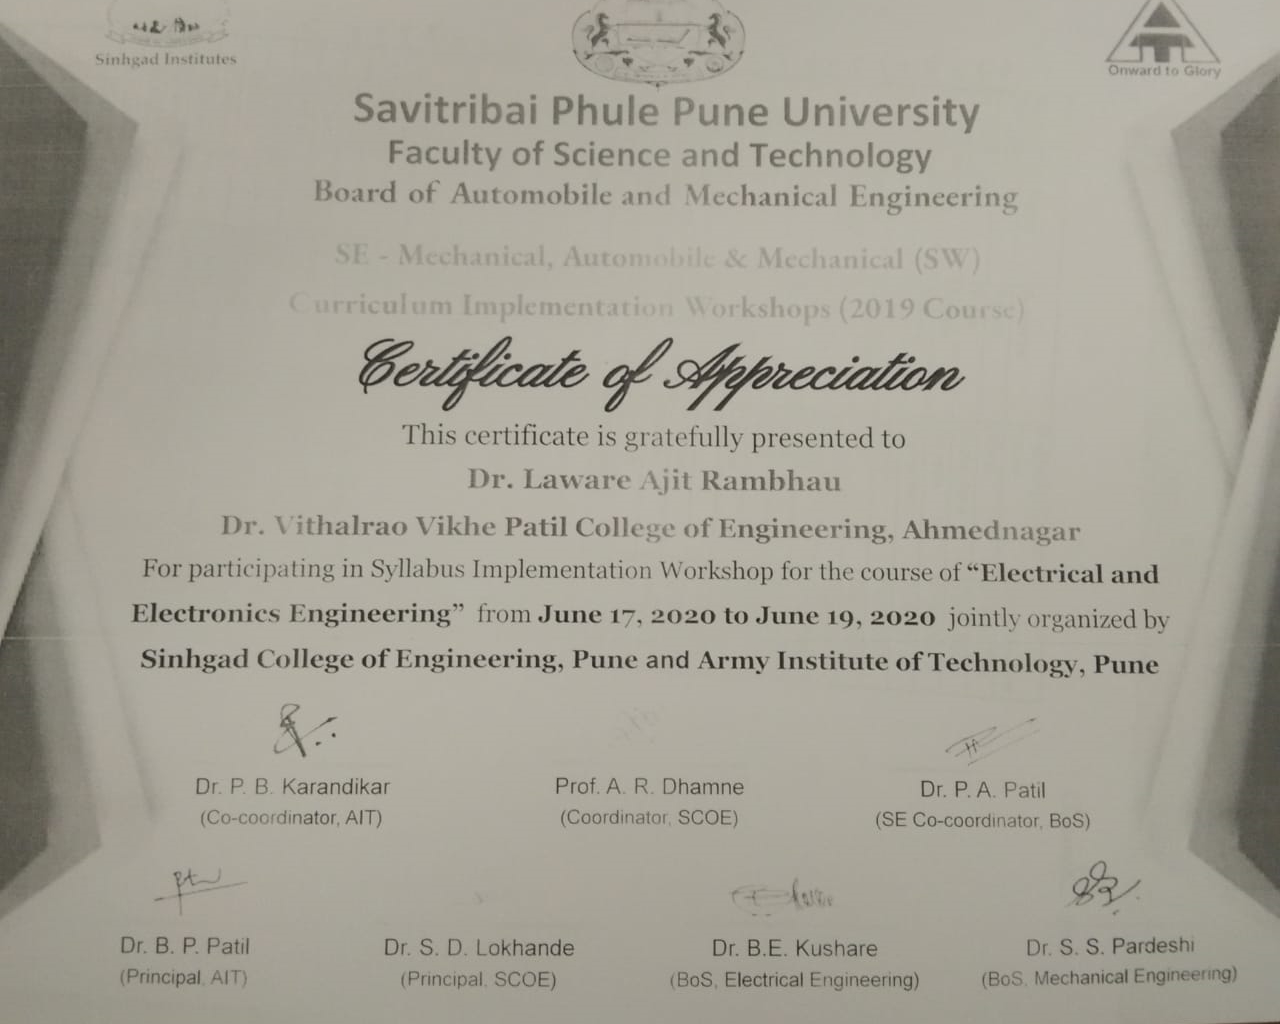 Sinhgad Institutes
Onward to Glory
Savitribai Phule Pune University
Faculty of Science and Technology
Board of Automobile and Mechanical Engineering
SE - Mechanical, Automobile & Mechanical (SW)
Curriculum Implementation Workshops (2019 Course)
Certificate of Appreciation
This certificate is gratefully presented to
Dr. Laware Ajit Rambhau
Dr. Vithalrao Vikhe Patil College of Engineering, Ahmednagar
For participating in Syllabus Implementation Workshop for the course of “Electrical and
Electronics Engineering” from June 17, 2020 to June 19, 2020 jointly organized by
Sinhgad College of Engineering, Pune and Army Institute of Technology, Pune
Dr. P. B. Karandikar
(Co-coordinator, AIT)
Prof. A. R. Dhamne
(Coordinator, SCOE)
Dr. P. A. Patil
(SE Co-coordinator, BoS)
Dr. B. P. Patil
(Principal, AIT)
Dr. S. D. Lokhande
(Principal, SCOE)
Dr. B.E. Kushare
(BoS, Electrical Engineering)
Dr. S. S. Pardeshi
(BoS, Mechanical Engineering)